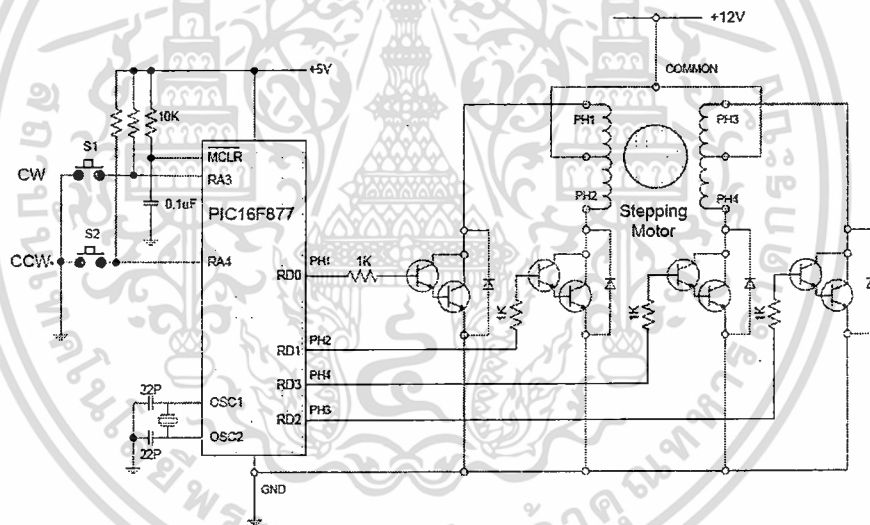 +12V
COMMON
+5V
10K
PH1
PH3
S1
MCLR
CW
RA3
0.1uF
PIC16F877
PH2
PH4
Stepping
Motor
S2
CCW
RA4
PH1
1K
RD0
1K
1K
1K
PH2
RD1
PH4
RD3
22P
OSC1
PH3
RD2
OSC2
22P
GND